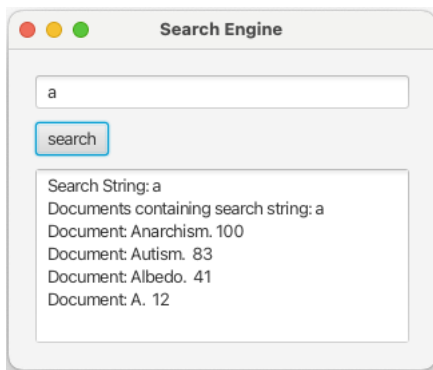 Search Engine
a
search
Search String: a
Documents containing search string: a
Document: Anarchism. 100
Document: Autism.  83
Document: Albedo.  41
Document: A.  12